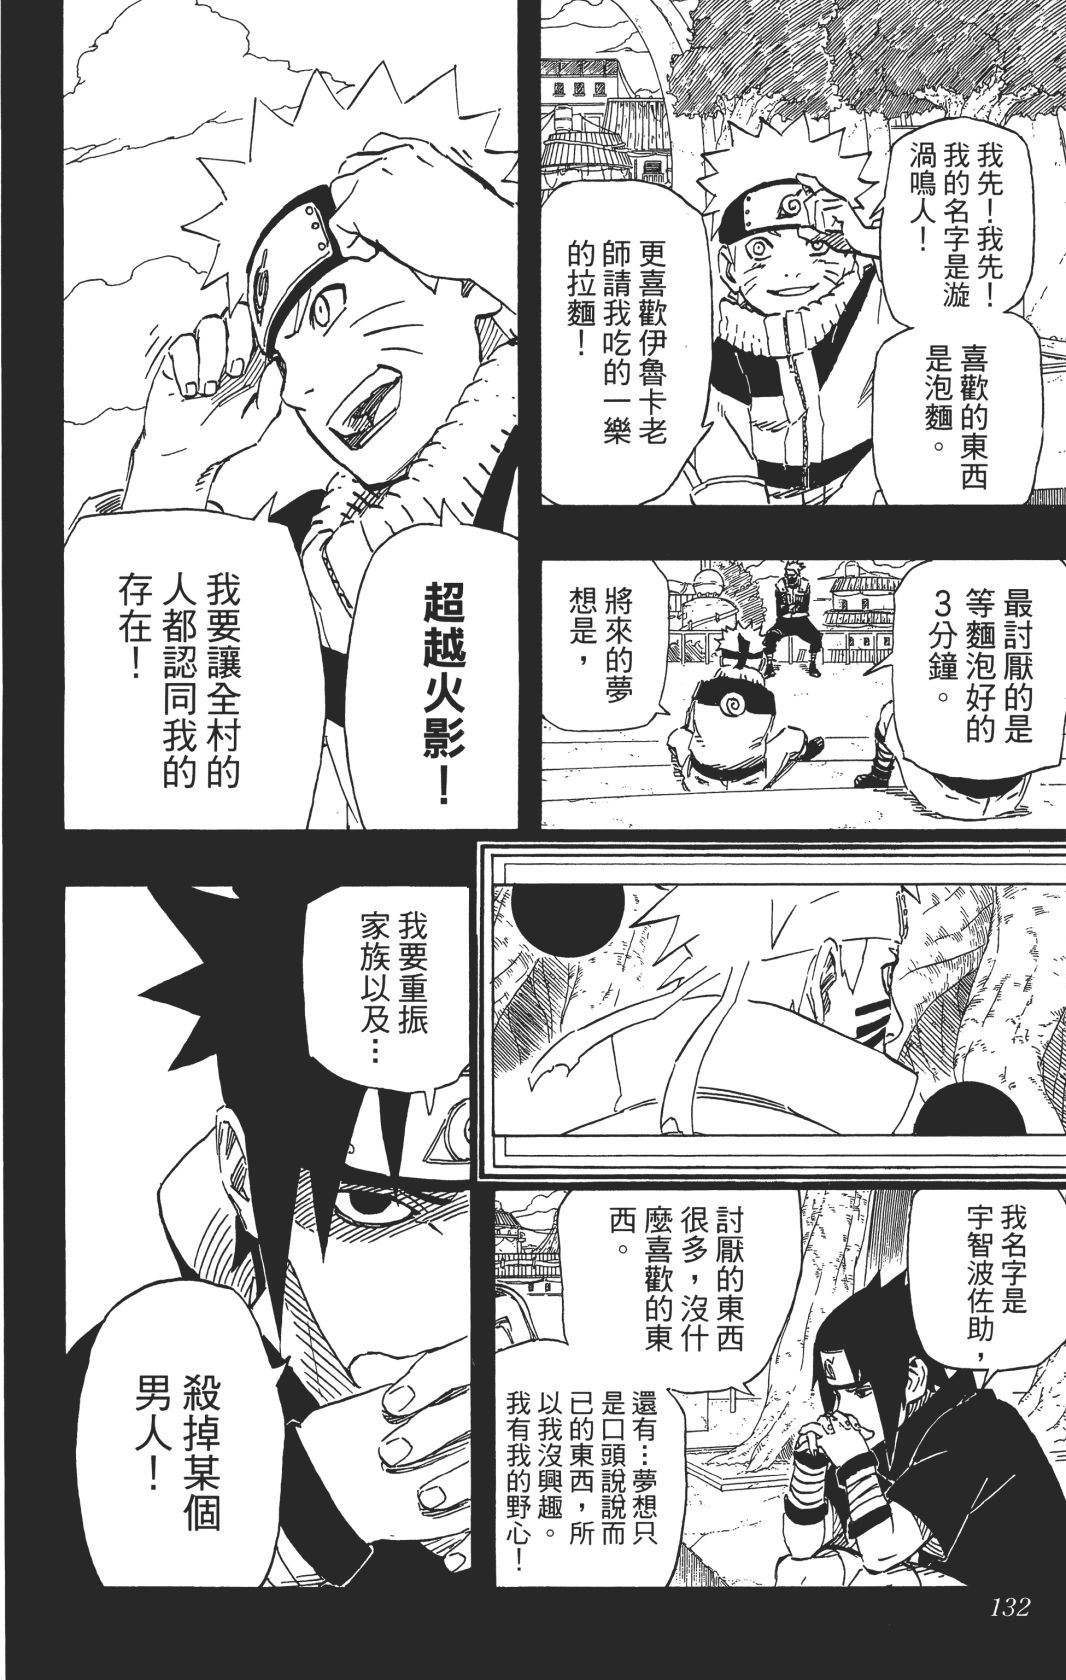 我先！我先！
我的名字是漩
渦鳴人！
喜歡的東西
是泡麵。
更喜歡伊魯卡老
師請我吃的一樂
的拉麵！
最討厭的是
等麵泡好的
3分鐘。
將來的夢
想是，
超越火影！
我要讓全村的
人都認同我的
存在！
我名字是
宇智波佐助，
討厭的東西
很多，沒什
麼喜歡的東
西。
還有…夢想只
是口頭說說而
已的東西，所
以我沒興趣。
我有我的野心！
我要重振
家族以及…
殺掉某個
男人！
132